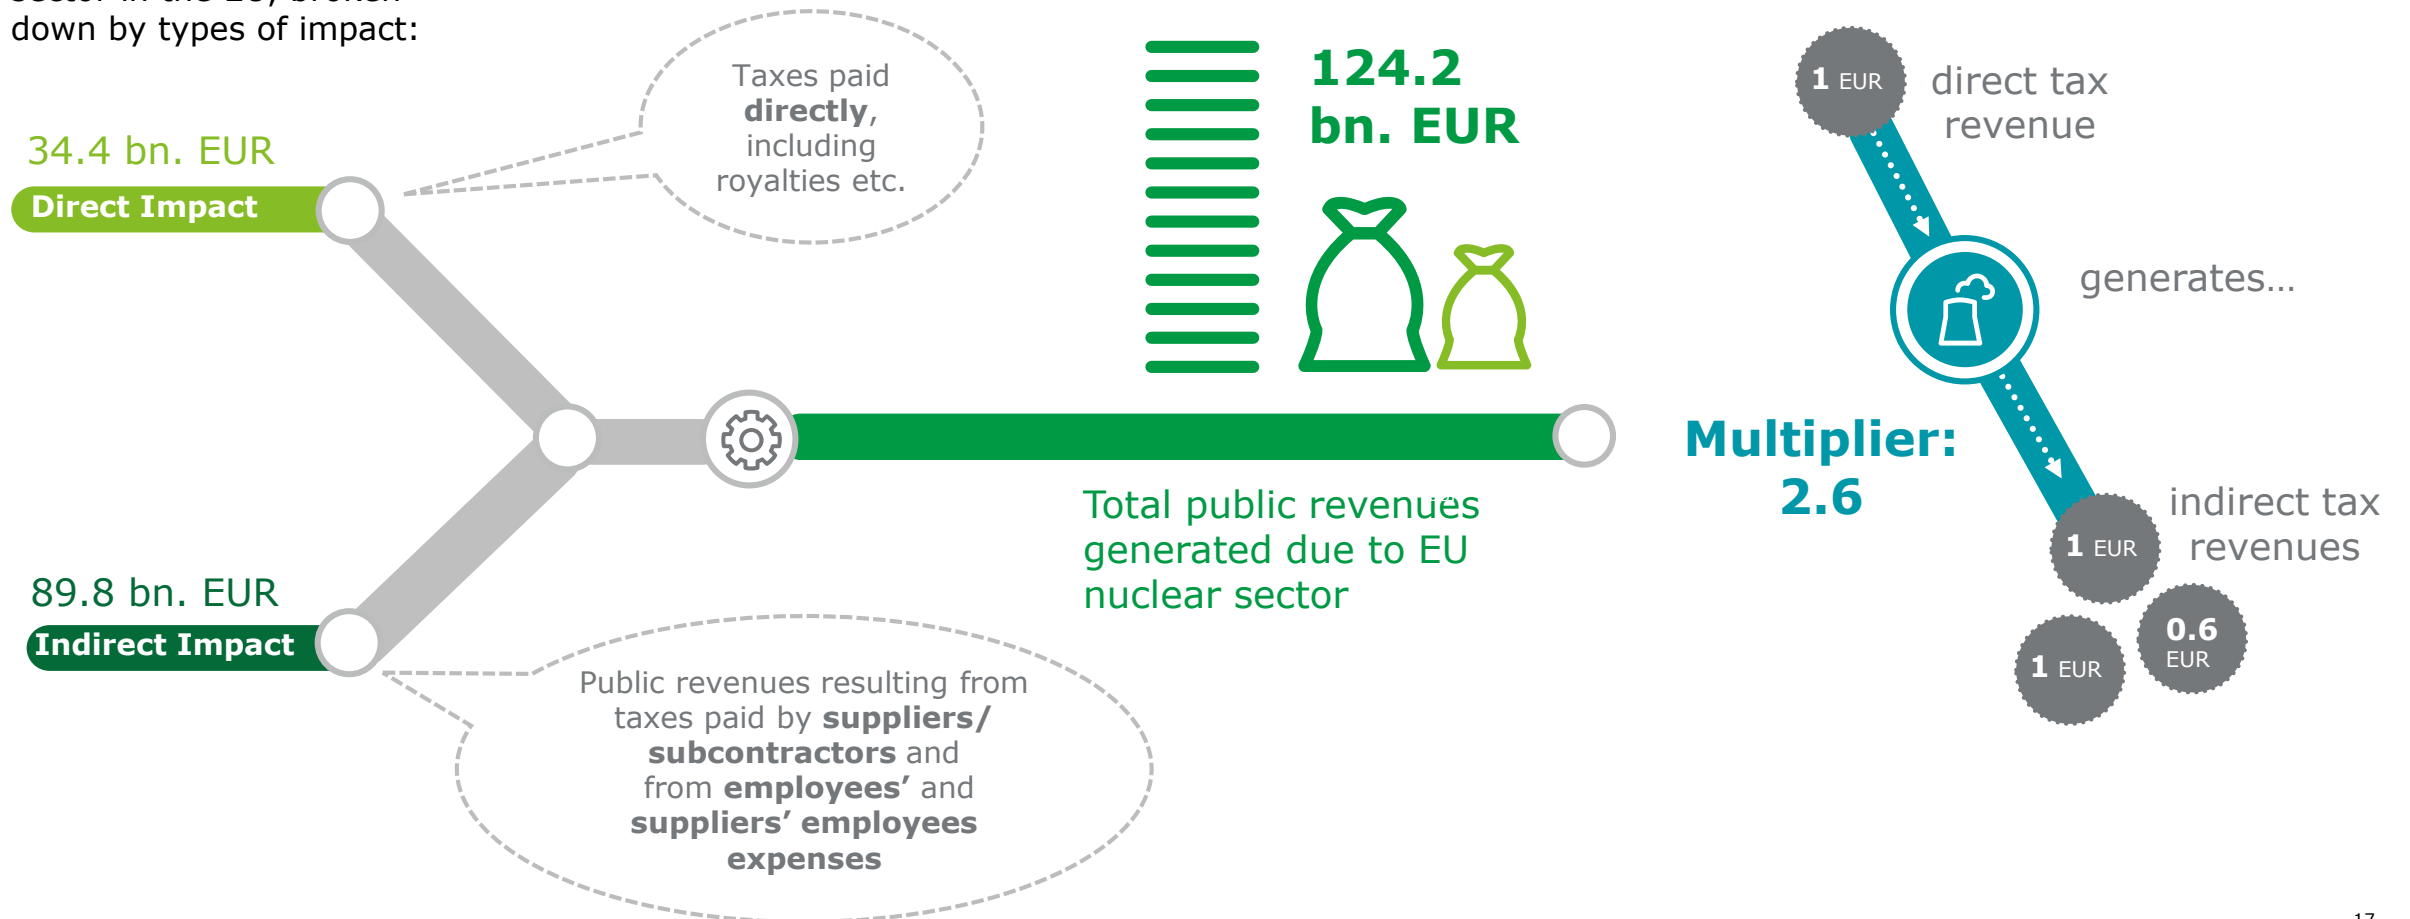 down by types of impact:
34.4 bn. EUR
Direct Impact
Taxes paid
directly,
including
royalties etc.
89.8 bn. EUR
Indirect Impact
Public revenues resulting from
taxes paid by suppliers/
subcontractors and
from employees’ and
suppliers’ employees
expenses
124.2
bn. EUR
Total public revenues
generated due to EU
nuclear sector
1 EUR
direct tax
revenue
generates…
Multiplier:
2.6
indirect tax
revenues
1 EUR
1 EUR
0.6
EUR